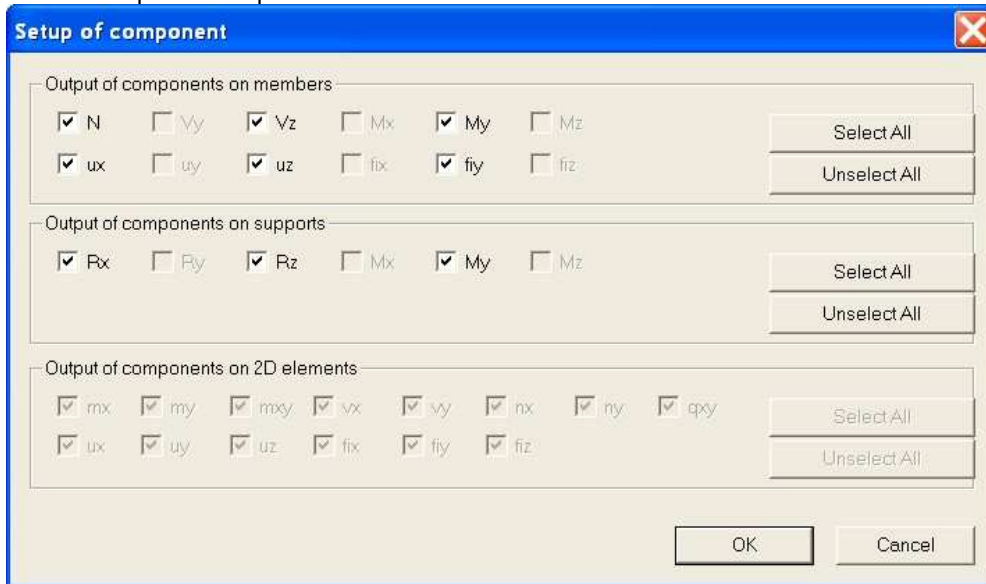 Setup of component
Output of components on members
N Vy Vz Mx My Mz Select All
ux uy uz fix fiy fiz Unselect All
Output of components on supports
Rx Ry Rz Mx My Mz Select All
Unselect All
Output of components on 2D elements
mx my mxy vx vy nx ny qxy Select All
ux uy uz fix fiy fiz Unselect All
OK Cancel